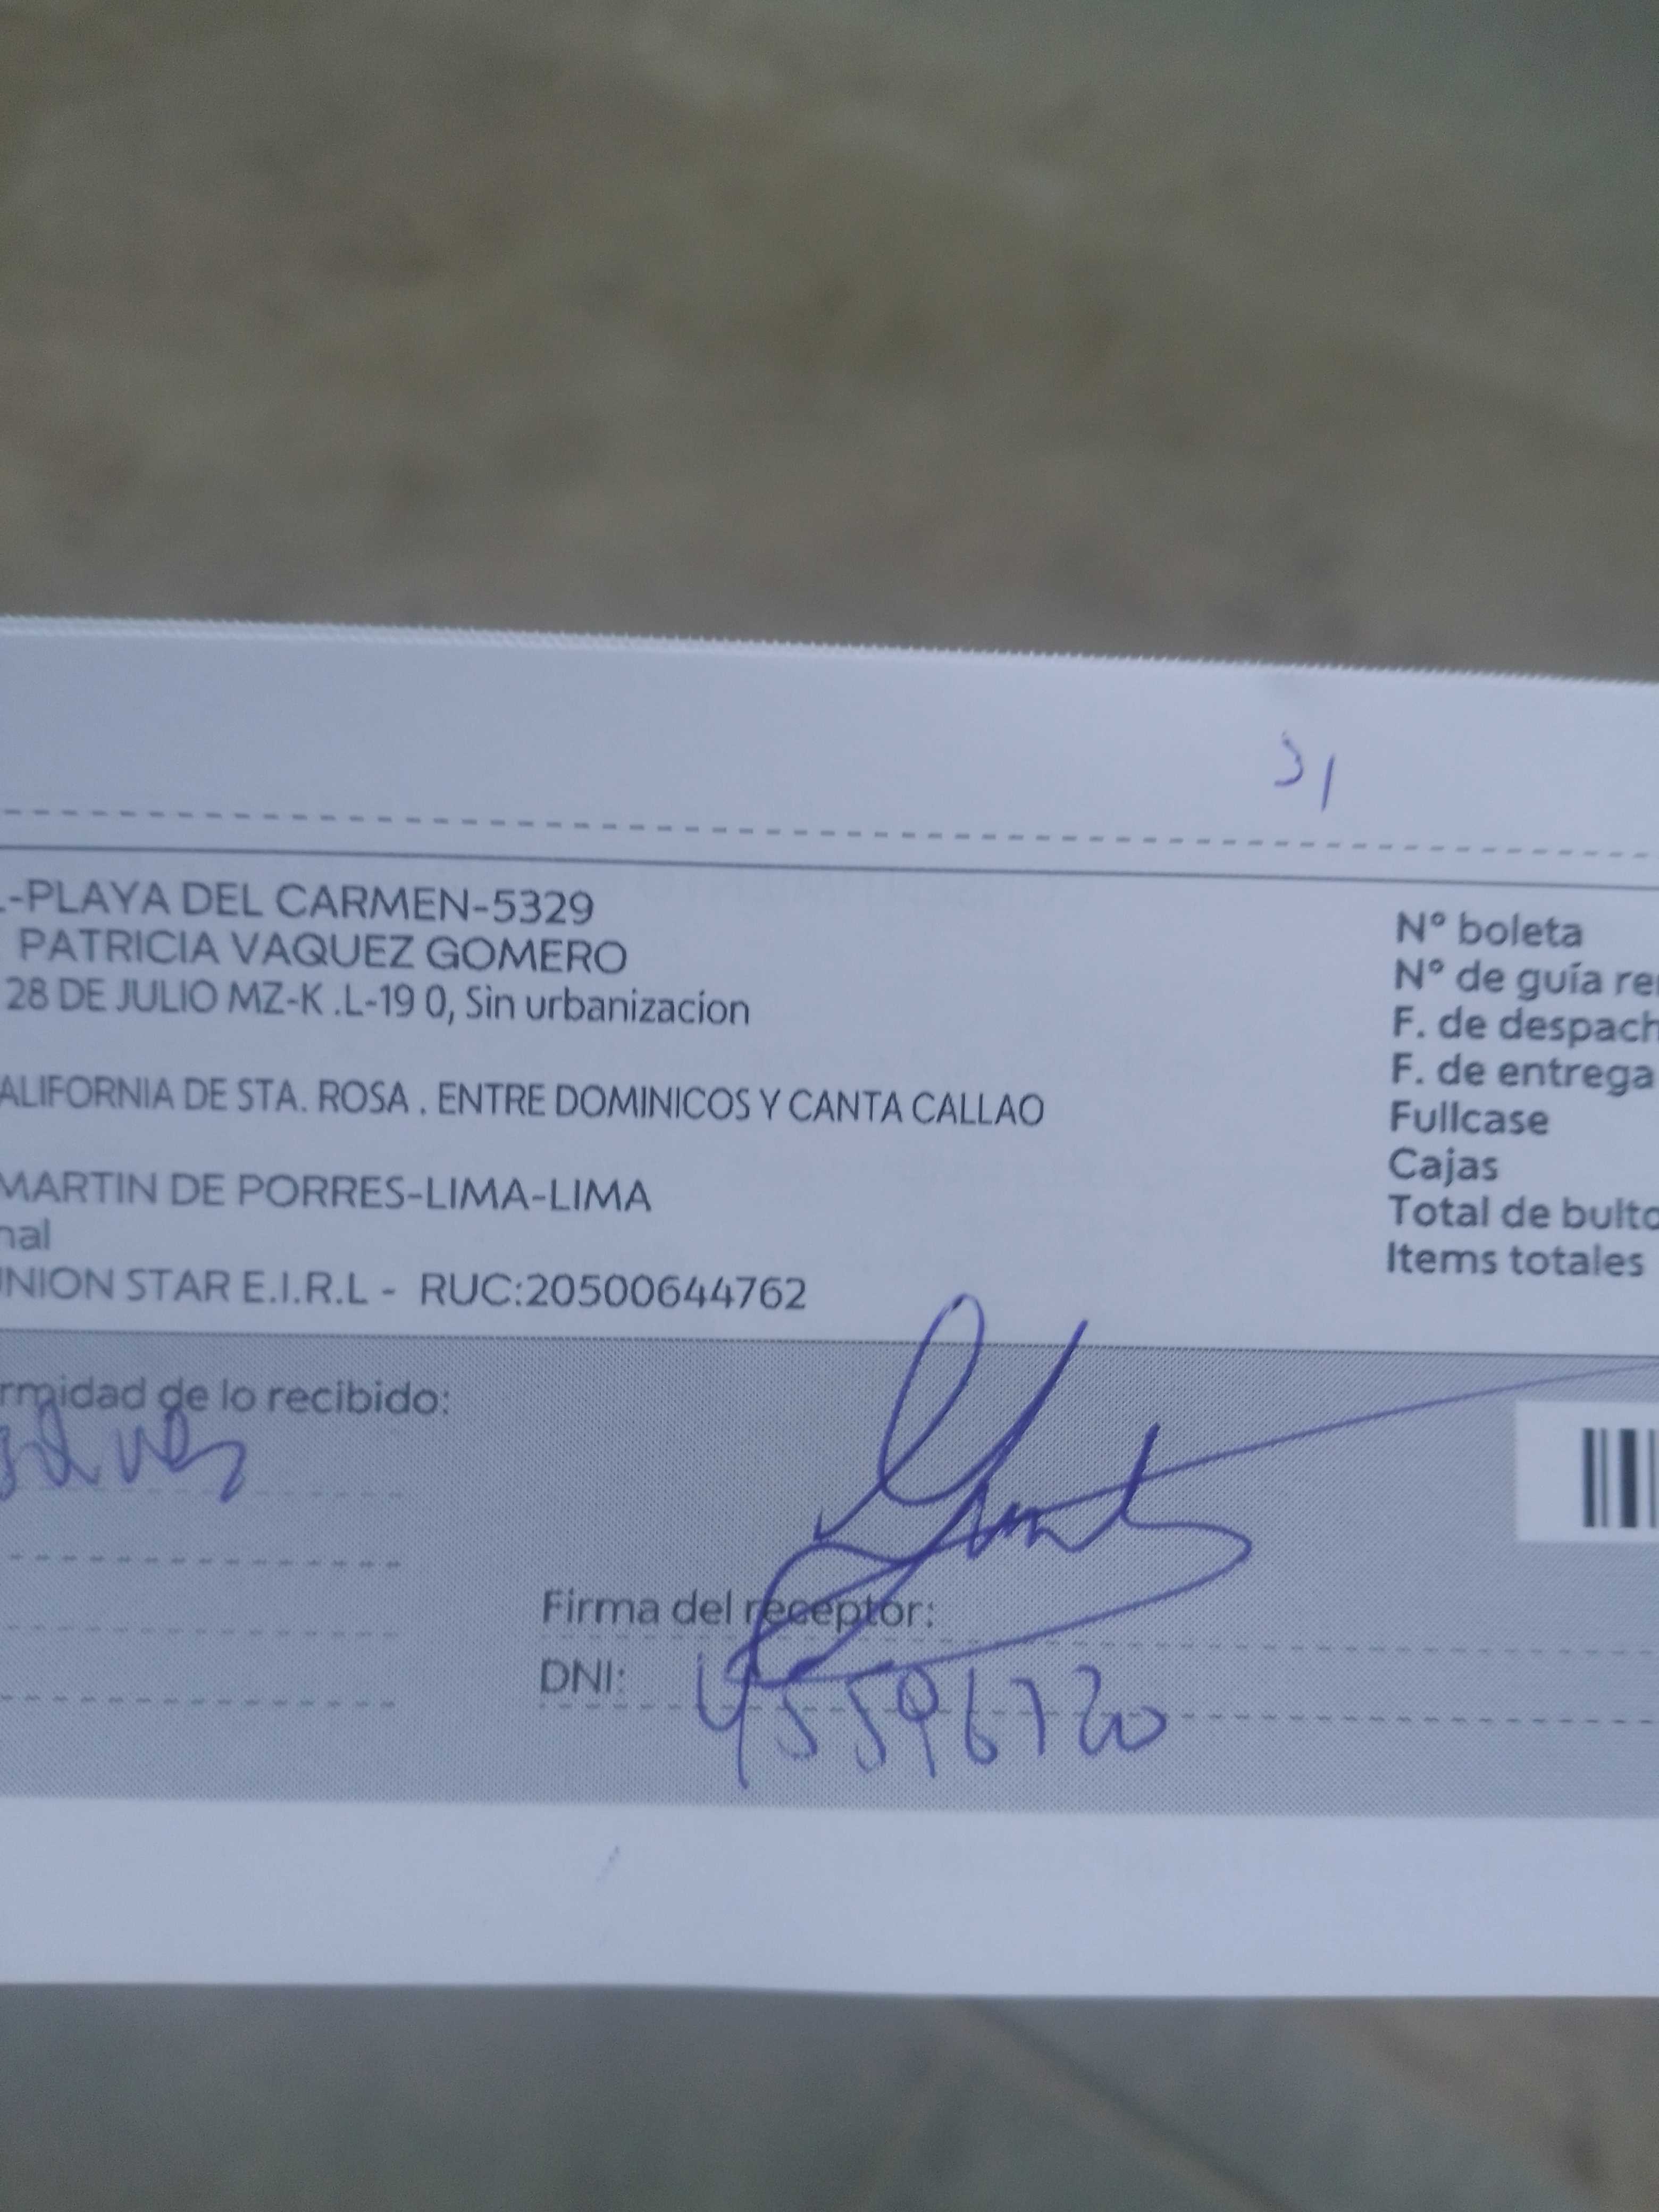 31
.-PLAYA DEL CARMEN-5329
PATRICIA VAQUEZ GOMERO
28 DE JULIO MZ-K .L-19 0, Sin urbanizacion
ALIFORNIA DE STA. ROSA . ENTRE DOMINICOS Y CANTA CALLAO
MARTIN DE PORRES-LIMA-LIMA
nal
UNION STAR E.I.R.L - RUC:20500644762
Nº boleta
Nº de guía re
F. de despach
F. de entrega
Fullcase
Cajas
Total de bulto
Items totales
rmidad de lo recibido:
Firma del receptor:
DNI: 45596720